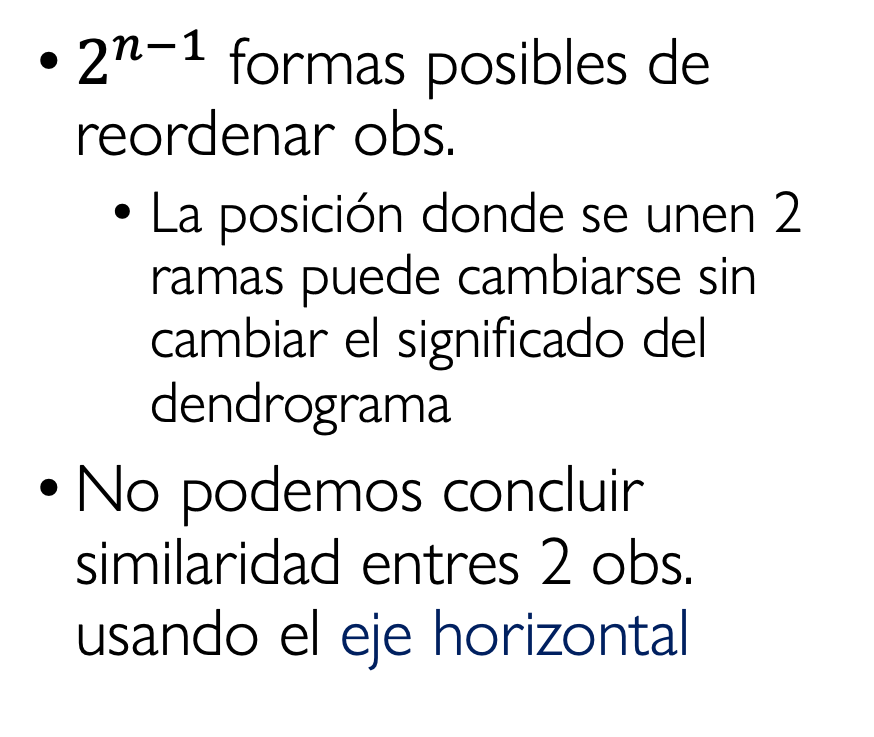 • 2ⁿ⁻¹ formas posibles de
reordenar obs.
• La posición donde se unen 2
ramas puede cambiarse sin
cambiar el significado del
dendrograma
• No podemos concluir
similaridad entres 2 obs.
usando el eje horizontal